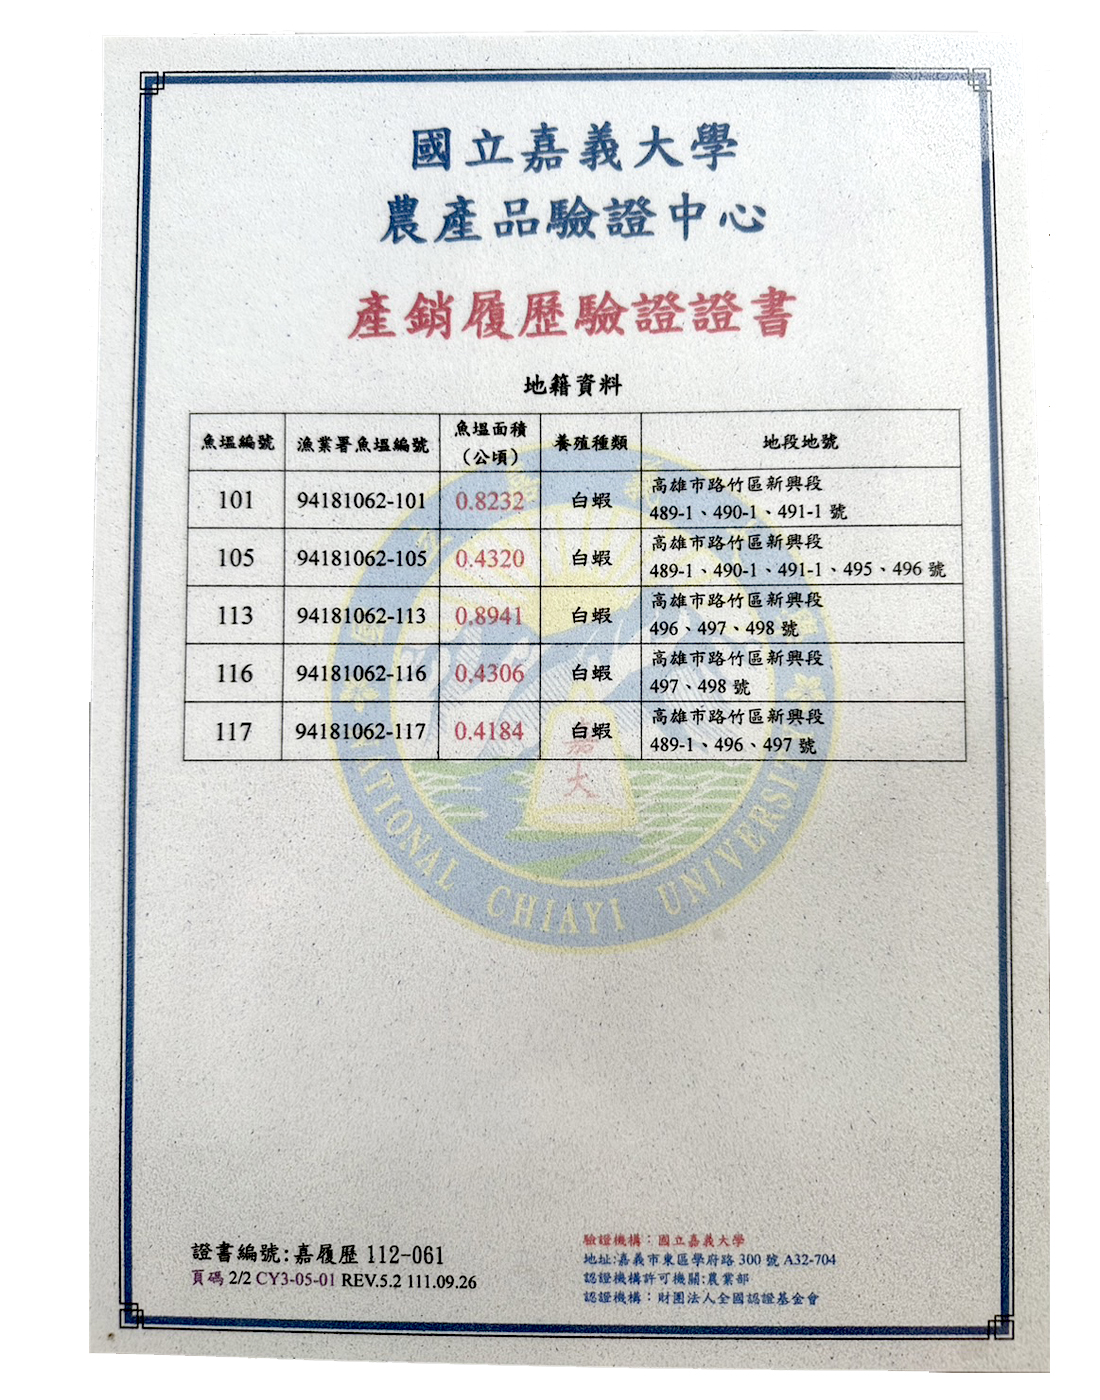 國立嘉義大學
農產品驗證中心
產銷履歷驗證證書
地籍資料
魚塭編號 漁業署魚塭編號 魚塭面積（公頃） 養殖種類 地段地號
101 94181062-101 0.8232 白蝦 高雄市路竹區新興段
489-1、490-1、491-1 號
105 94181062-105 0.4320 白蝦 高雄市路竹區新興段
489-1、490-1、491-1、495、496 號
113 94181062-113 0.8941 白蝦 高雄市路竹區新興段
496、497、498 號
116 94181062-116 0.4306 白蝦 高雄市路竹區新興段
497、498 號
117 94181062-117 0.4184 白蝦 高雄市路竹區新興段
489-1、496、497 號
嘉大
NATIONAL CHIAYI UNIVERSITY
證書編號:嘉履歷 112-061
頁碼 2/2 CY3-05-01 REV.5.2 111.09.26
驗證機構：國立嘉義大學
地址:嘉義市東區學府路 300 號 A32-704
認證機構許可機關:農業部
認證機構：財團法人全國認證基金會